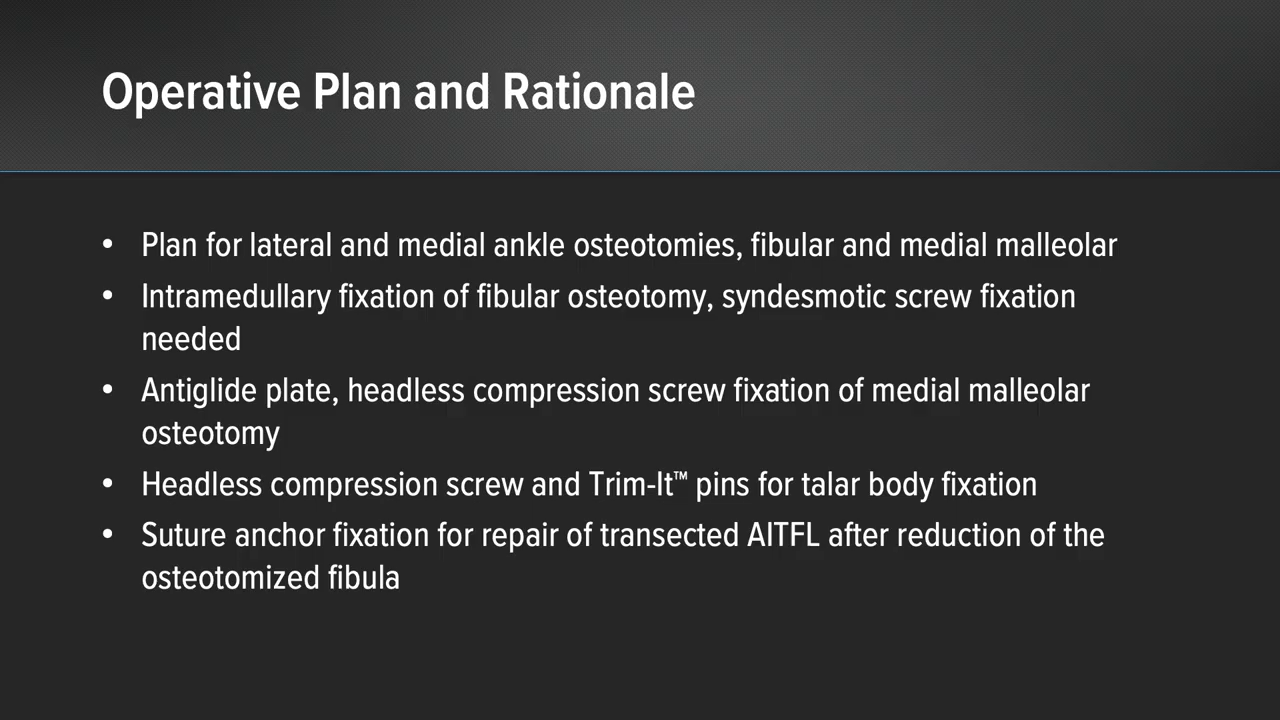 Operative Plan and Rationale
• Plan for lateral and medial ankle osteotomies, fibular and medial malleolar
• Intramedullary fixation of fibular osteotomy, syndesmotic screw fixation
needed
• Antiglide plate, headless compression screw fixation of medial malleolar
osteotomy
• Headless compression screw and Trim-It™ pins for talar body fixation
• Suture anchor fixation for repair of transected AITFL after reduction of the
osteotomized fibula